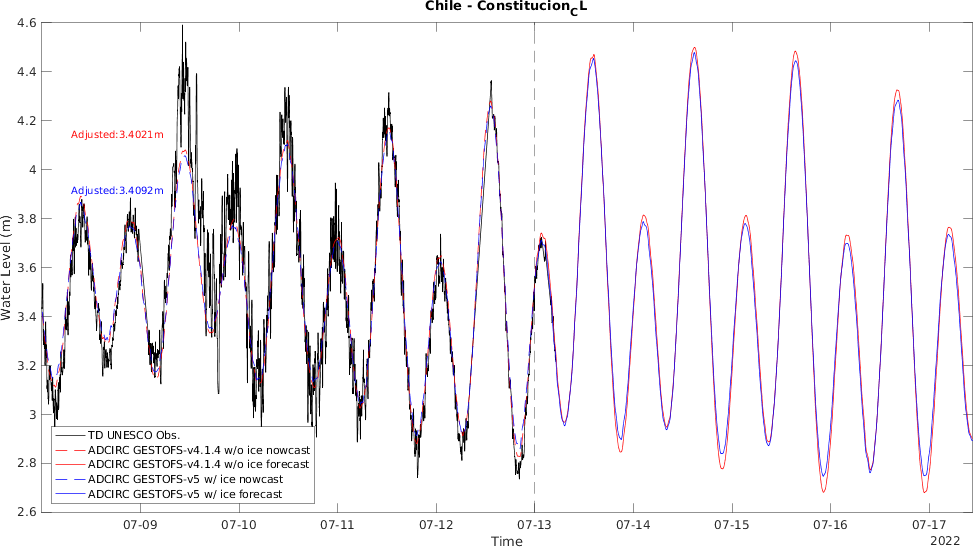 Chile - Constitucion_CL
4.6
4.4
4.2
4
3.8
3.6
3.4
3.2
3
2.8
2.6
Water Level (m)
Adjusted:3.4021m
Adjusted:3.4092m
TD UNESCO Obs.
ADCIRC GESTOFS-v4.1.4 w/o ice nowcast
ADCIRC GESTOFS-v4.1.4 w/o ice forecast
ADCIRC GESTOFS-v5 w/ ice nowcast
ADCIRC GESTOFS-v5 w/ ice forecast
07-09 07-10 07-11 07-12 07-13 07-14 07-15 07-16 07-17
Time
2022